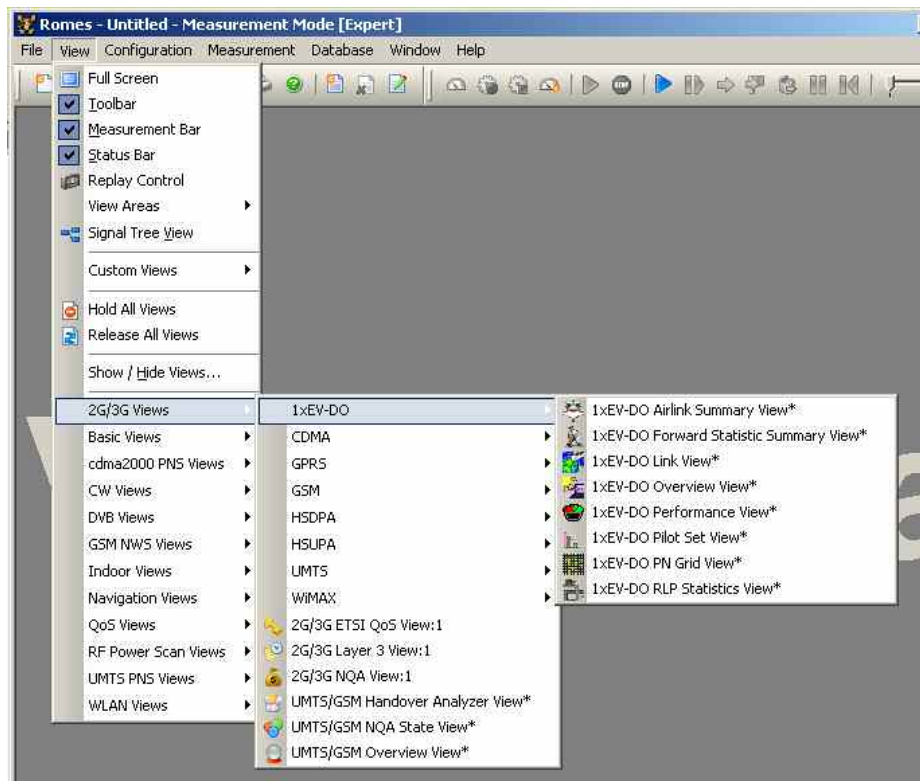 Romes - Untitled - Measurement Mode [Expert]
File View Configuration Measurement Database Window Help
Full Screen
Toolbar
Measurement Bar
Status Bar
Replay Control
View Areas
Signal Tree View
Custom Views
Hold All Views
Release All Views
Show / Hide Views...
2G/3G Views
Basic Views
cdma2000 PNS Views
CW Views
DVB Views
GSM NWS Views
Indoor Views
Navigation Views
QoS Views
RF Power Scan Views
UMTS PNS Views
WLAN Views
1xEV-DO
CDMA
GPRS
GSM
HSDPA
HSUPA
UMTS
WiMAX
2G/3G ETSI QoS View:1
2G/3G Layer 3 View:1
2G/3G NQA View:1
UMTS/GSM Handover Analyzer View*
UMTS/GSM NQA State View*
UMTS/GSM Overview View*
1xEV-DO Airlink Summary View*
1xEV-DO Forward Statistic Summary View*
1xEV-DO Link View*
1xEV-DO Overview View*
1xEV-DO Performance View*
1xEV-DO Pilot Set View*
1xEV-DO PN Grid View*
1xEV-DO RLP Statistics View*